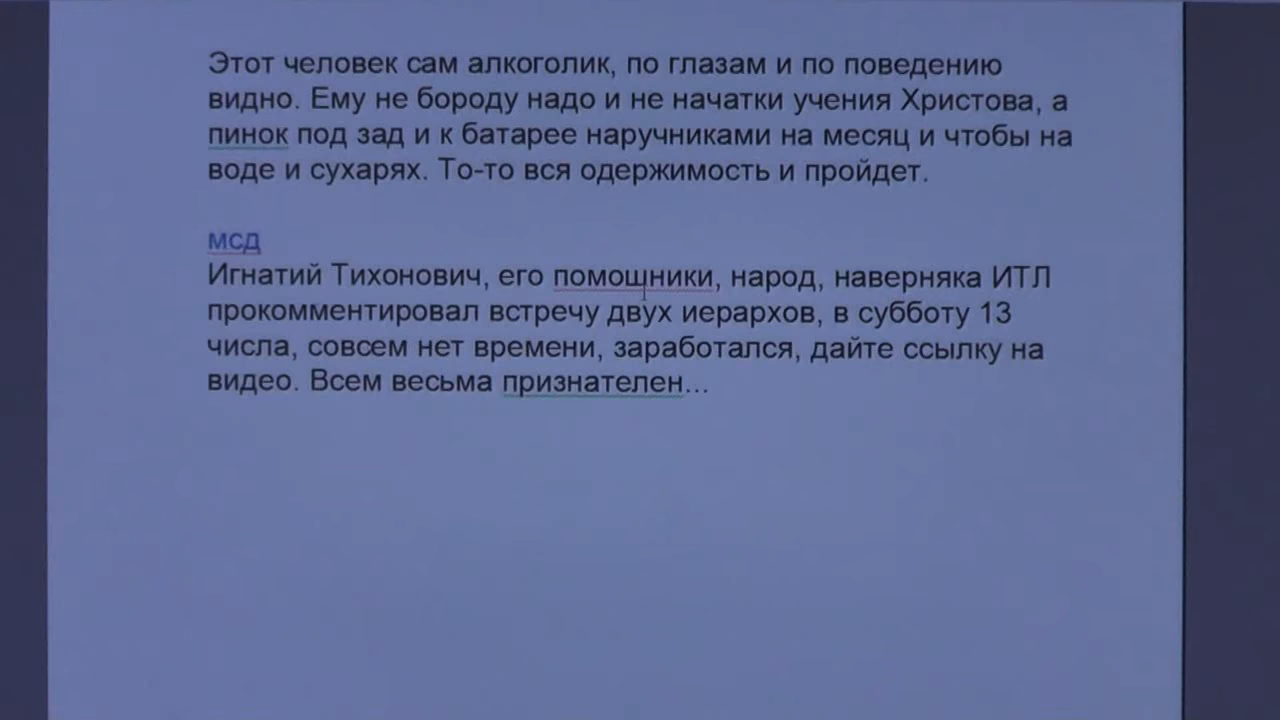 Этот человек сам алкоголик, по глазам и по поведению
видно. Ему не бороду надо и не начатки учения Христова, а
пинок под зад и к батарее наручниками на месяц и чтобы на
воде и сухарях. То-то вся одержимость и пройдет.
мсд
Игнатий Тихонович, его помощники, народ, наверняка ИТЛ
прокомментировал встречу двух иерархов, в субботу 13
числа, совсем нет времени, заработался, дайте ссылку на
видео. Всем весьма признателен...